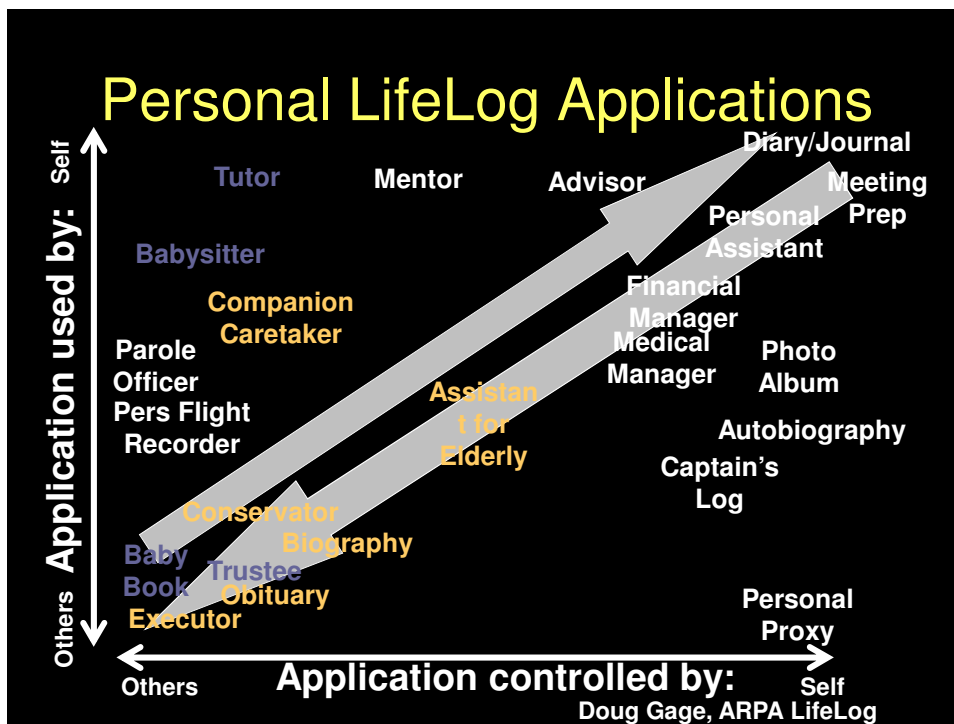 Personal LifeLog Applications
Self
Application used by:
Others
Diary/Journal
Tutor
Mentor
Advisor
Meeting
Prep
Personal
Assistant
Babysitter
Companion
Caretaker
Financial
Manager
Medical
Manager
Parole
Officer
Pers Flight
Recorder
Photo
Album
Assistan
t for
Elderly
Autobiography
Captain's
Log
Conservator
Biography
Baby
Book
Trustee
Obituary
Executor
Personal
Proxy
Others
Application controlled by:
Self
Doug Gage, ARPA LifeLog